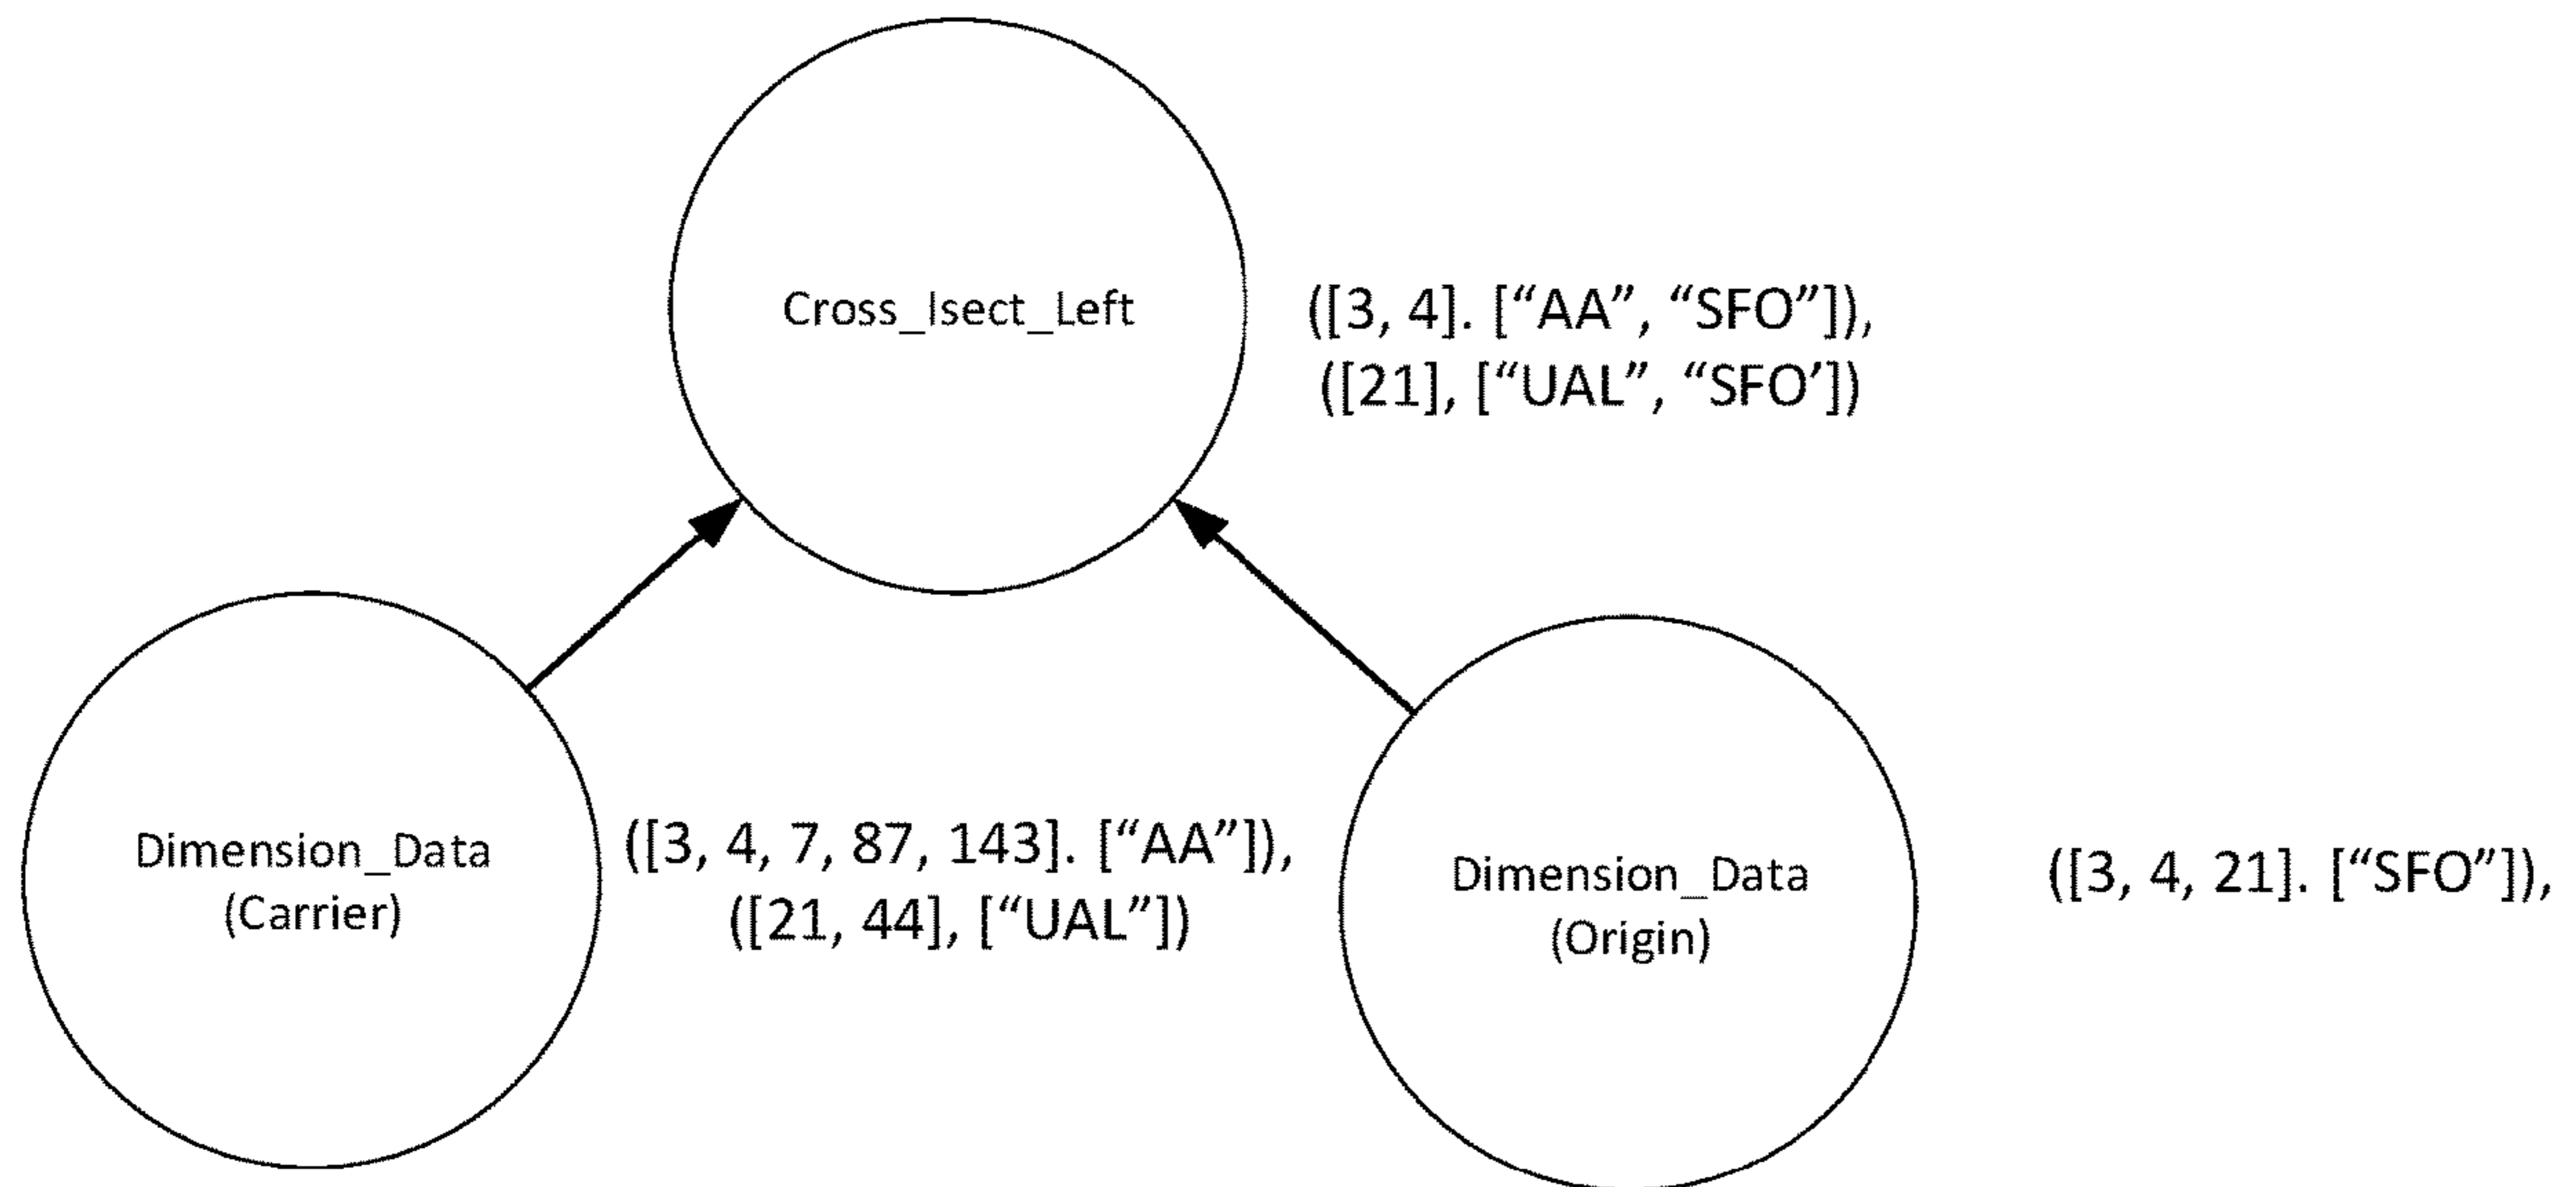 Cross_Isect_Left
([3, 4]. [“AA”, “SFO”]),
([21], [“UAL”, “SFO’])
Dimension_Data
(Carrier)
([3, 4, 7, 87, 143]. [“AA”]),
([21, 44], [“UAL”])
Dimension_Data
(Origin)
([3, 4, 21]. [“SFO”]),